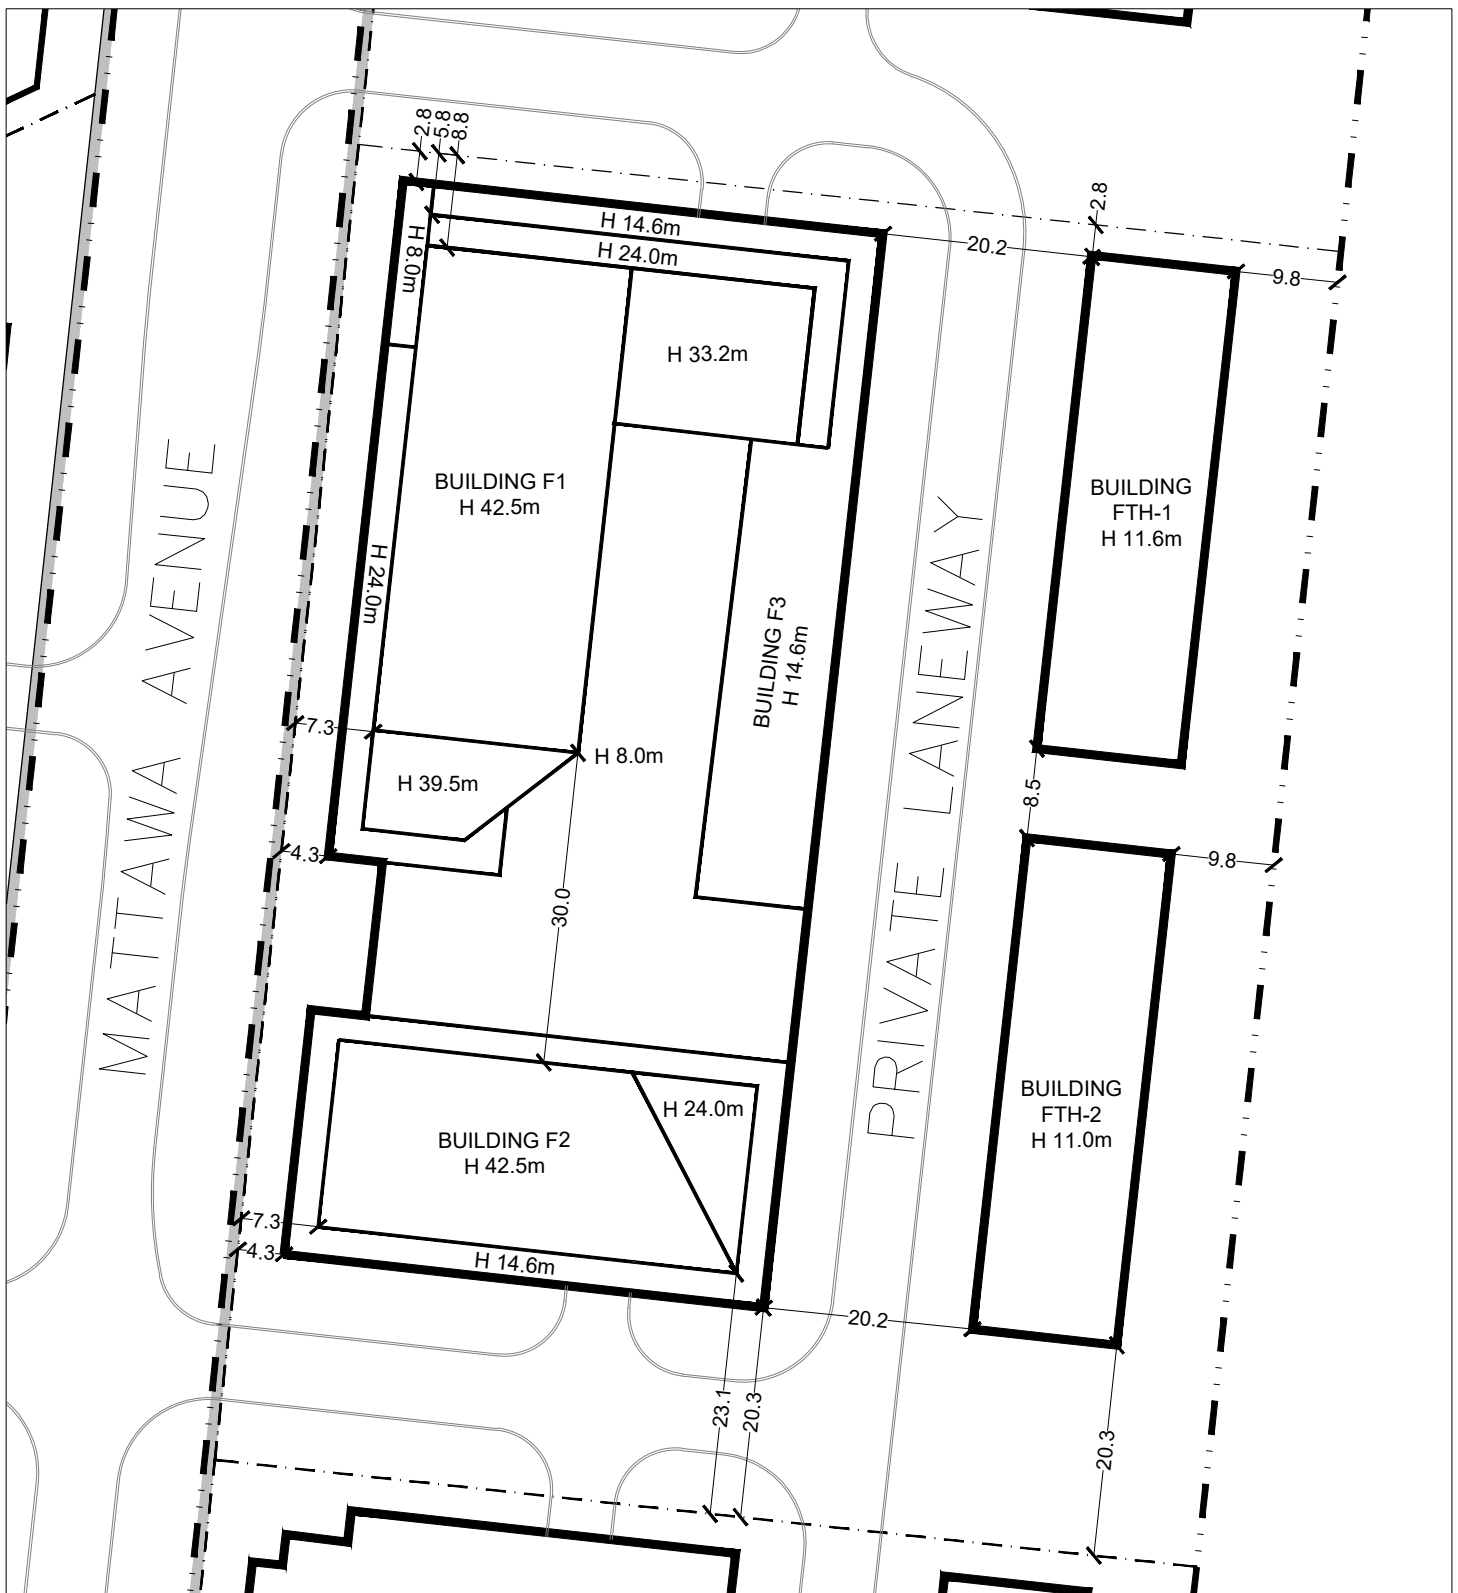 2.8
5.8
8.8
2.8
H 14.6m
20.2
H 24.0m
H 8.0m
9.8
H 33.2m
BUILDING F1
H 42.5m
BUILDING
FTH-1
H 11.6m
MATTAWA AVENUE
H 24.0m
BUILDING F3
H 14.6m
PRIVATE LANEWAY
7.3
H 8.0m
H 39.5m
8.5
4.3
9.8
30.0
BUILDING
FTH-2
H 11.0m
H 24.0m
BUILDING F2
H 42.5m
7.3
4.3
H 14.6m
20.2
23.1
20.3
20.3